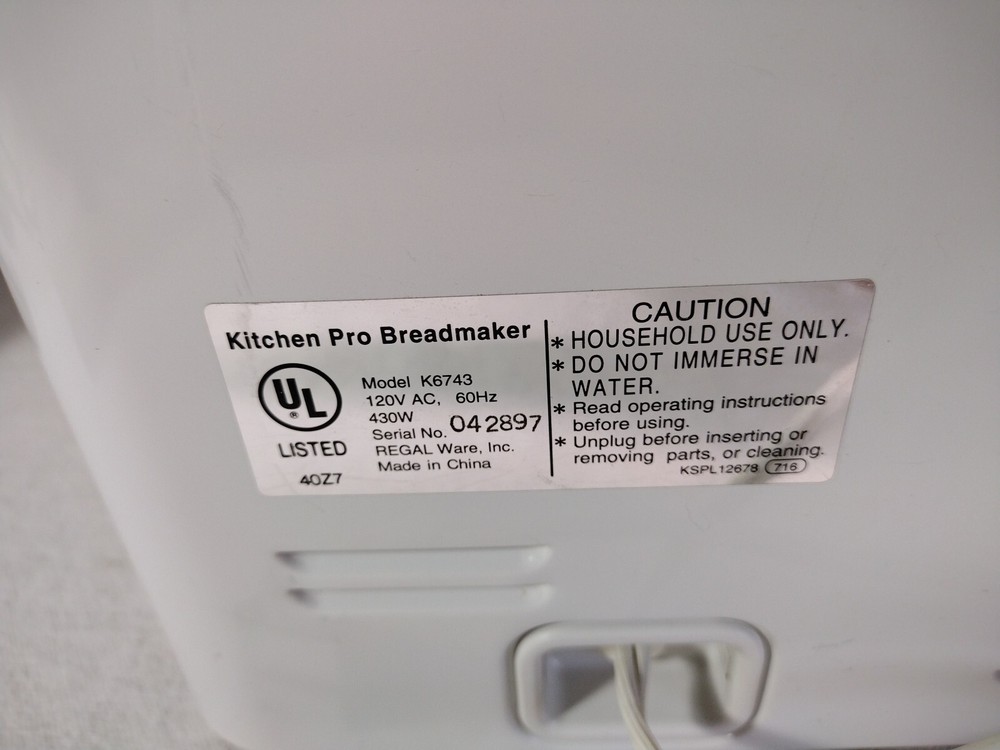 Kitchen Pro Breadmaker
UL
®
LISTED
40Z7
Model K6743
120V AC, 60Hz
430W
Serial No. 042897
REGAL Ware, Inc.
Made in China
CAUTION
* HOUSEHOLD USE ONLY.
* DO NOT IMMERSE IN
WATER.
* Read operating instructions
before using.
* Unplug before inserting or
removing parts, or cleaning.
KSPL12678 716